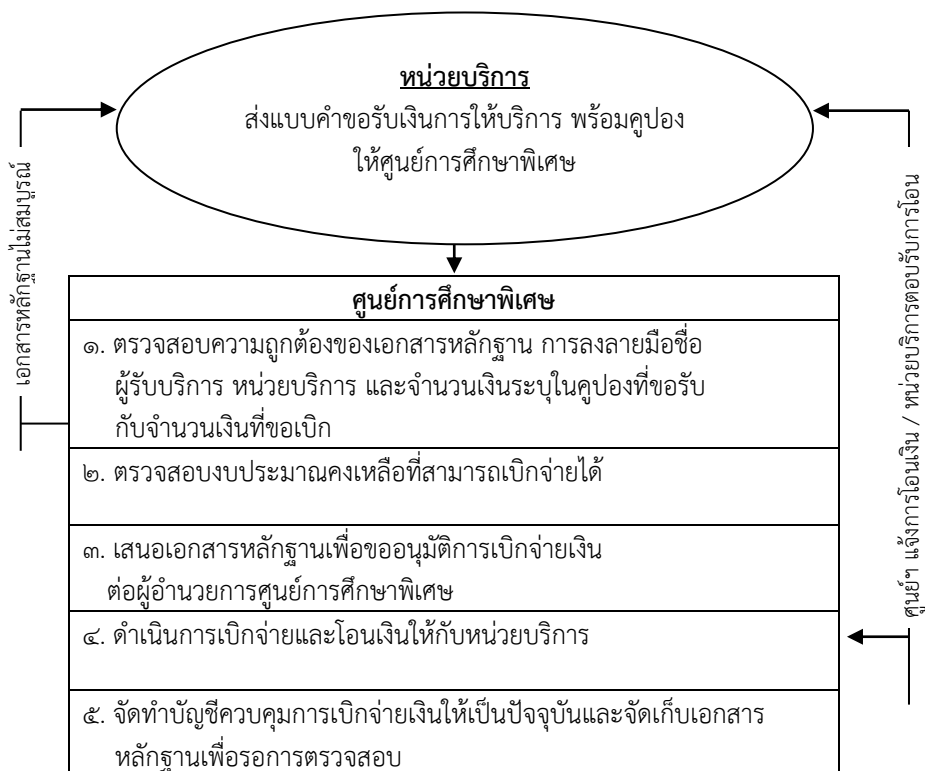 หน่วยบริการ
ส่งแบบคำขอรับเงินการให้บริการ พร้อมคูปอง
ให้ศูนย์การศึกษาพิเศษ
เอกสารหลักฐานไม่สมบูรณ์
ศูนย์ฯ แจ้งการโอนเงิน / หน่วยบริการตอบรับการโอน
ศูนย์การศึกษาพิเศษ
๑. ตรวจสอบความถูกต้องของเอกสารหลักฐาน การลงลายมือชื่อ
ผู้รับบริการ หน่วยบริการ และจำนวนเงินระบุในคูปองที่ขอรับ
กับจำนวนเงินที่ขอเบิก
๒. ตรวจสอบงบประมาณคงเหลือที่สามารถเบิกจ่ายได้
๓. เสนอเอกสารหลักฐานเพื่อขออนุมัติการเบิกจ่ายเงิน
ต่อผู้อำนวยการศูนย์การศึกษาพิเศษ
๔. ดำเนินการเบิกจ่ายและโอนเงินให้กับหน่วยบริการ
๕. จัดทำบัญชีควบคุมการเบิกจ่ายเงินให้เป็นปัจจุบันและจัดเก็บเอกสาร
หลักฐานเพื่อรอการตรวจสอบ